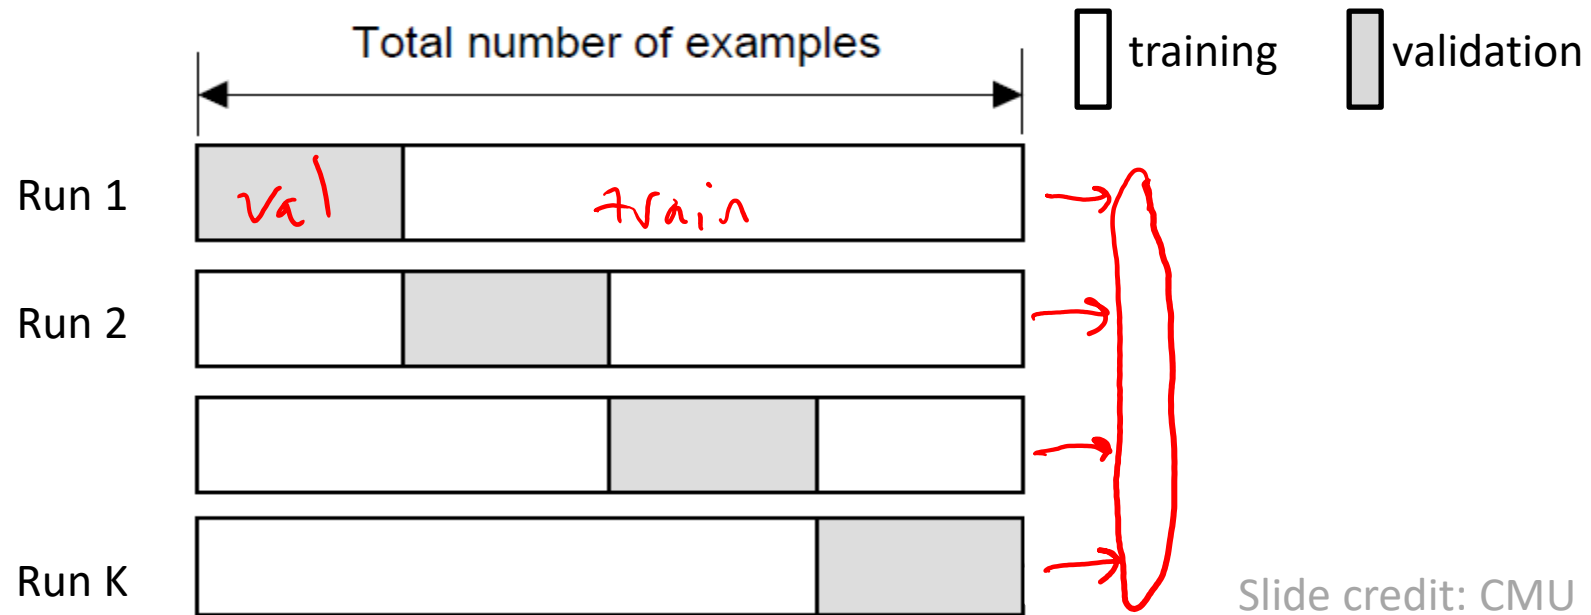 Total number of examples
training
validation
Run 1
val
train
Run 2
Run K
Slide credit: CMU